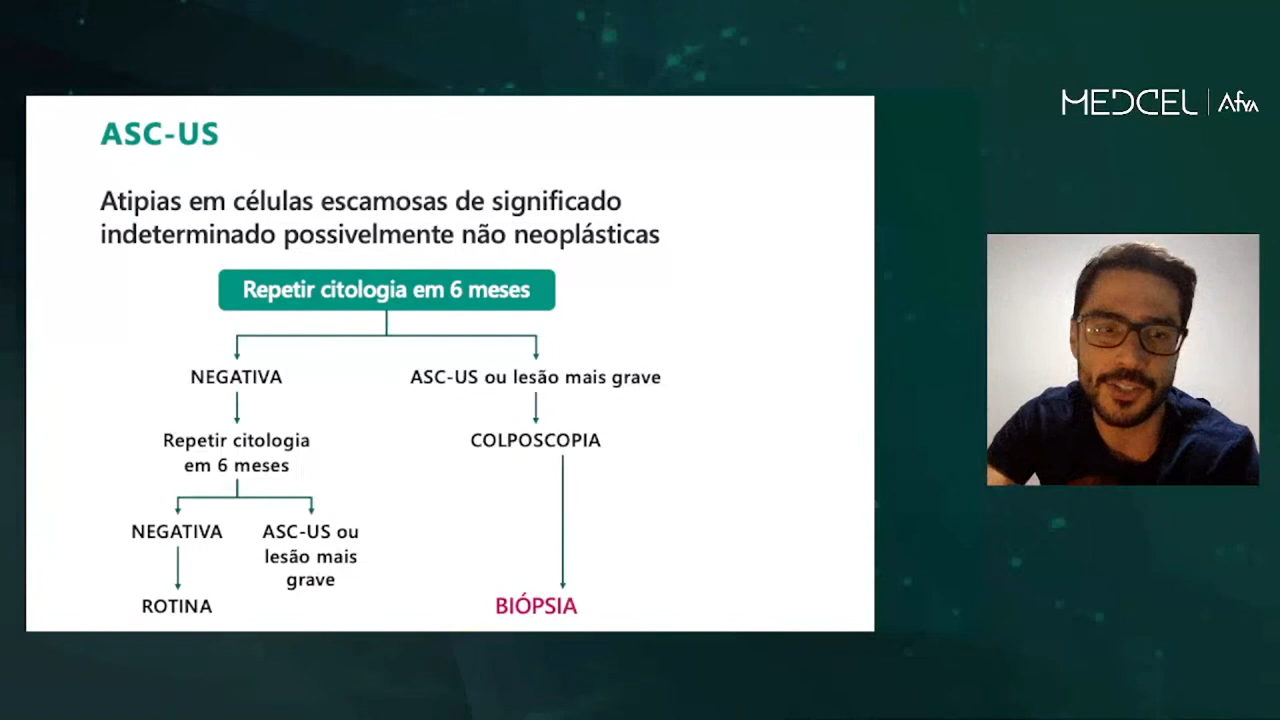 MEDCEL | Afya
ASC-US
Atipias em células escamosas de significado
indeterminado possivelmente não neoplásticas
Repetir citologia em 6 meses
NEGATIVA
ASC-US ou lesão mais grave
Repetir citologia
em 6 meses
COLPOSCOPIA
NEGATIVA
ASC-US ou
lesão mais
grave
ROTINA
BIÓPSIA